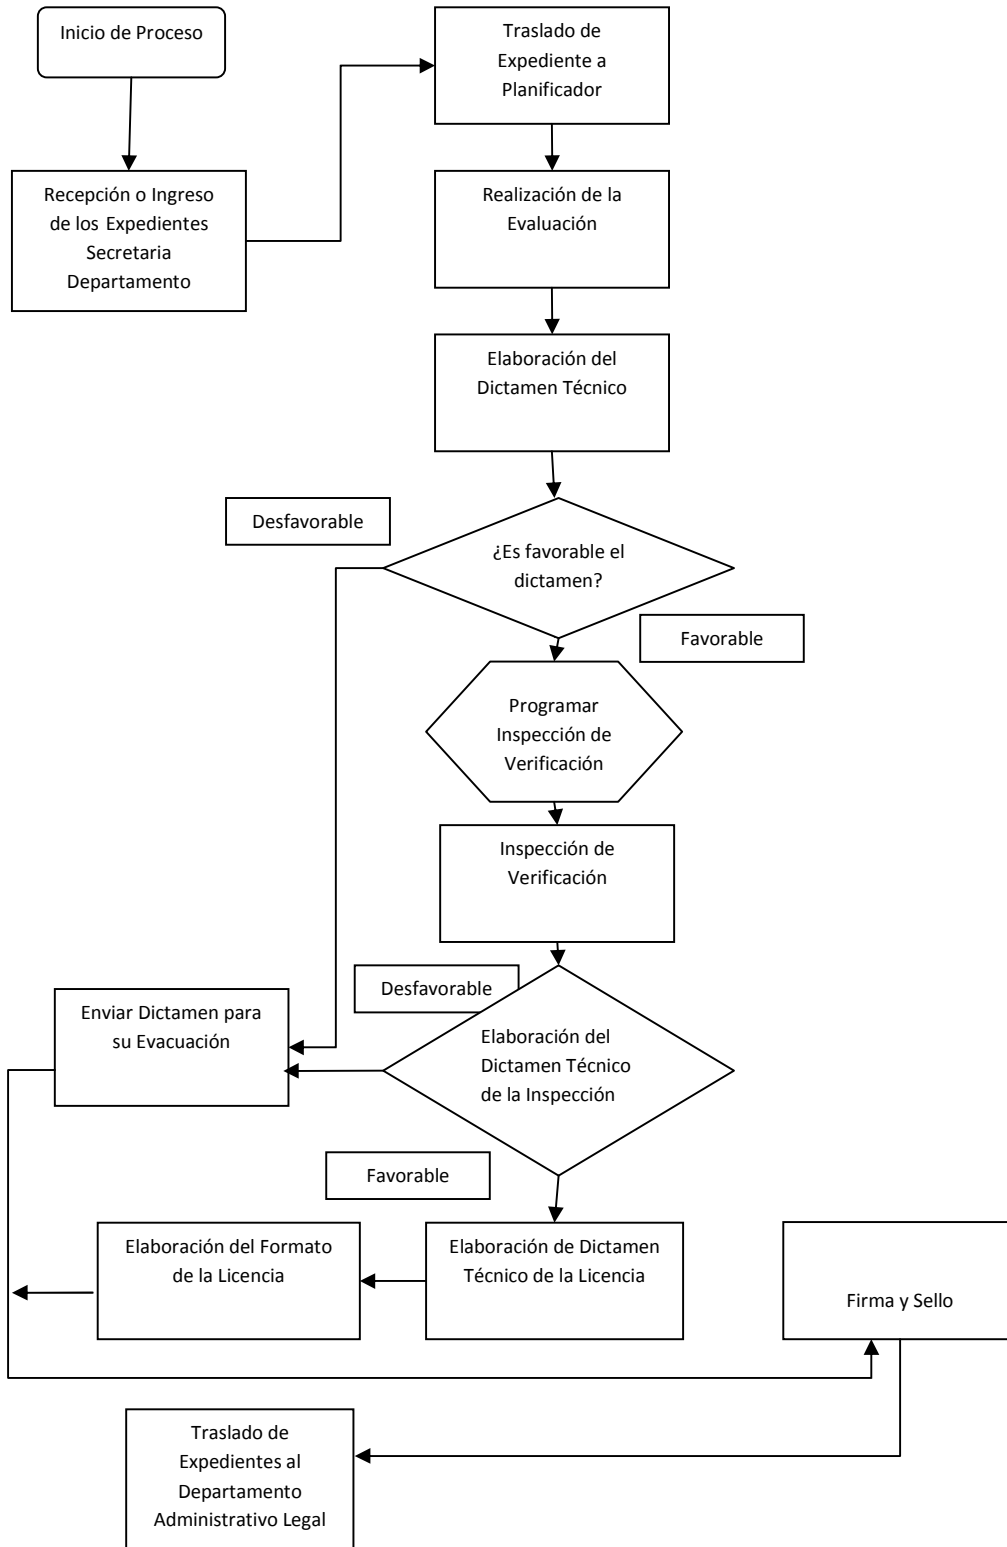 Inicio de Proceso
Recepción o Ingreso
de los Expedientes
Secretaria
Departamento
Traslado de
Expediente a
Planificador
Realización de la
Evaluación
Elaboración del
Dictamen Técnico
¿Es favorable el
dictamen?
Desfavorable
Favorable
Programar
Inspección de
Verificación
Inspección de
Verificación
Desfavorable
Elaboración del
Dictamen Técnico
de la Inspección
Enviar Dictamen para
su Evacuación
Favorable
Elaboración de Dictamen
Técnico de la Licencia
Elaboración del Formato
de la Licencia
Firma y Sello
Traslado de
Expedientes al
Departamento
Administrativo Legal